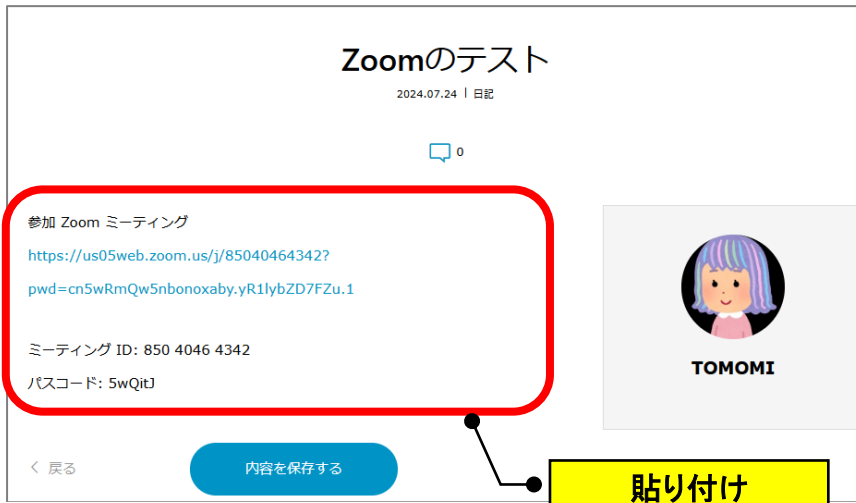 Zoomのテスト
2024.07.24 | 日記
0
参加 Zoom ミーティング
https://us05web.zoom.us/j/85040464342?
pwd=cn5wRmQw5nbonoxaby.yR1lybZD7FZu.1
ミーティング ID: 850 4046 4342
パスコード: 5wQitJ
TOMOMI
< 戻る
内容を保存する
貼り付け